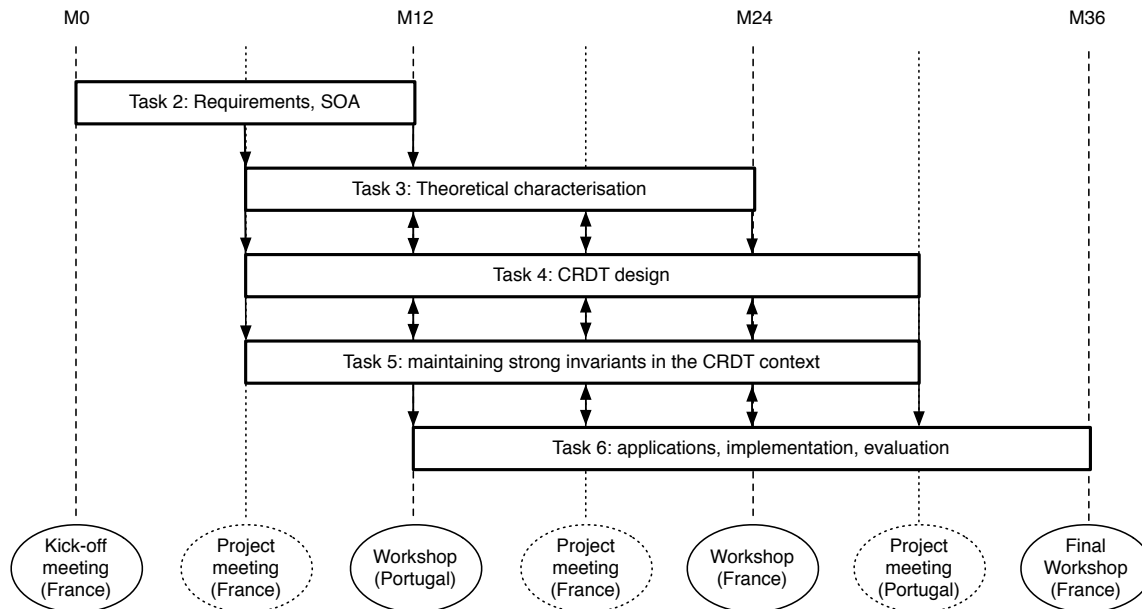 M0
M12
M24
M36
Task 2: Requirements, SOA
Task 3: Theoretical characterisation
Task 4: CRDT design
Task 5: maintaining strong invariants in the CRDT context
Task 6: applications, implementation, evaluation
Kick-off
meeting
(France)
Project
meeting
(France)
Workshop
(Portugal)
Project
meeting
(France)
Workshop
(France)
Project
meeting
(Portugal)
Final
Workshop
(France)